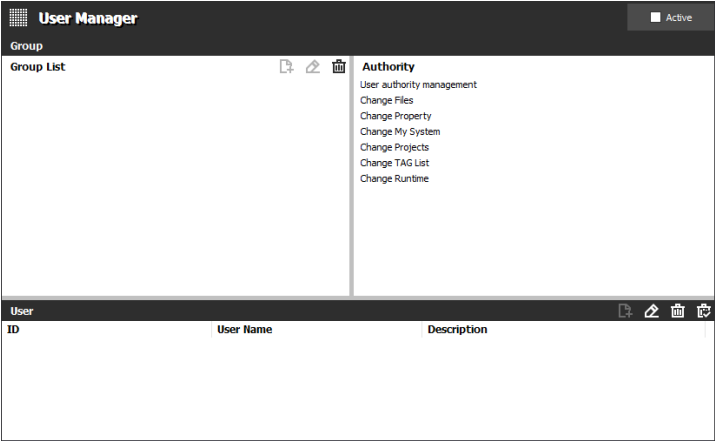 User Manager
Active
Group
Group List
Authority
User authority management
Change Files
Change Property
Change My System
Change Projects
Change TAG List
Change Runtime
User
ID User Name Description